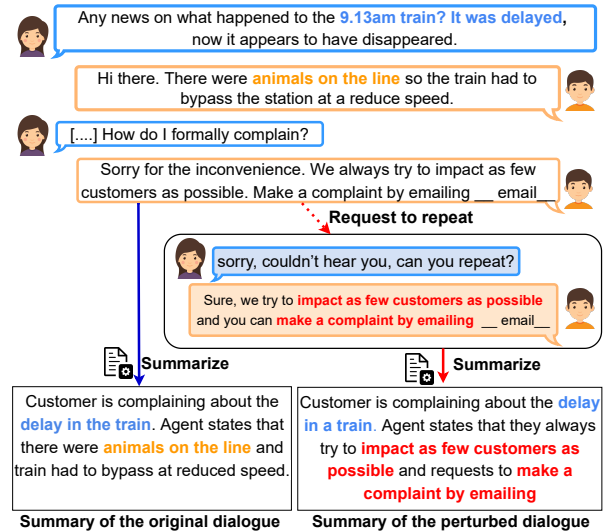 Any news on what happened to the 9.13am train? It was delayed,
now it appears to have disappeared.
Hi there. There were animals on the line so the train had to
bypass the station at a reduce speed.
[....] How do I formally complain?
Sorry for the inconvenience. We always try to impact as few
customers as possible. Make a complaint by emailing __ email__
Request to repeat
sorry, couldn't hear you, can you repeat?
Sure, we try to impact as few customers as possible
and you can make a complaint by emailing __ email__
Summarize
Summarize
Customer is complaining about the
delay in the train. Agent states that
there were animals on the line and
train had to bypass at reduced speed.
Customer is complaining about the delay
in a train. Agent states that they always
try to impact as few customers as
possible and requests to make a
complaint by emailing
Summary of the original dialogue
Summary of the perturbed dialogue